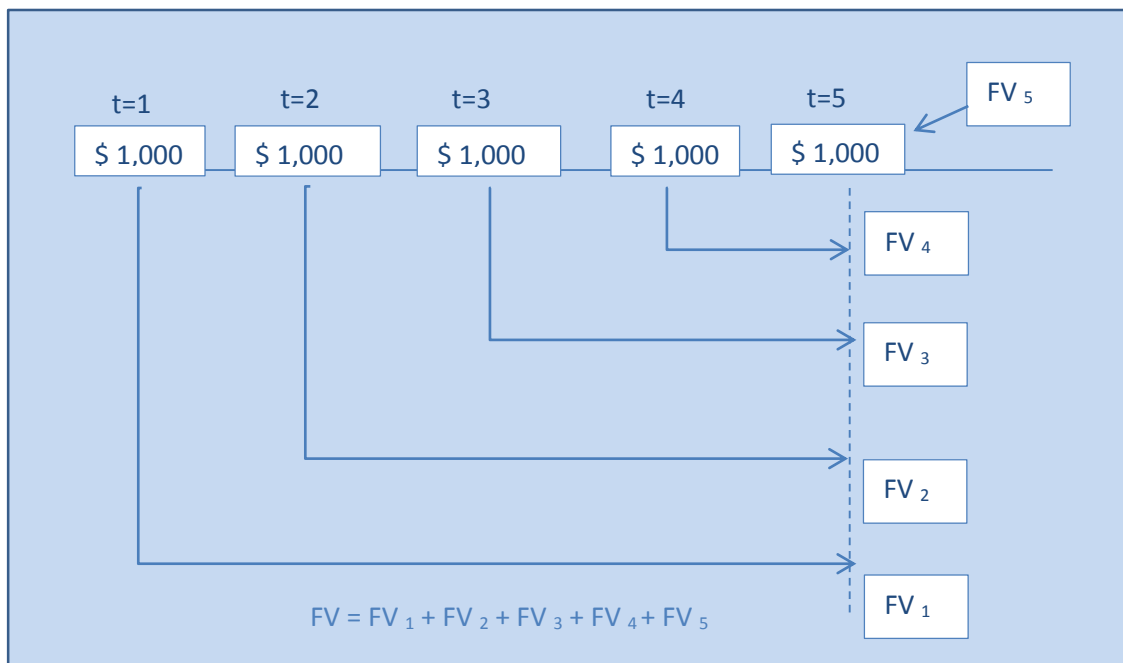 FV 5
t=1 t=2 t=3 t=4 t=5
$ 1,000 $ 1,000 $ 1,000 $ 1,000 $ 1,000
FV 4
FV 3
FV 2
FV 1
FV = FV 1 + FV 2 + FV 3 + FV 4 + FV 5